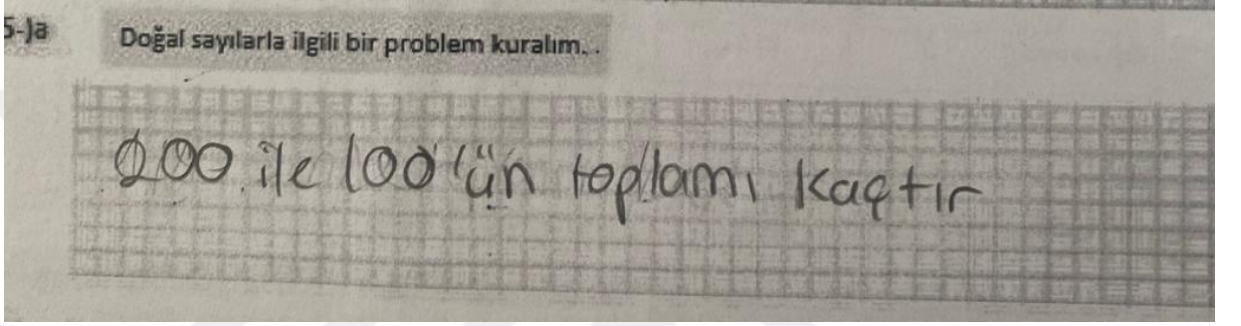 5-)a
Doğal sayılarla ilgili bir problem kuralım. .
200 ile 100'ün toplamı kaçtır